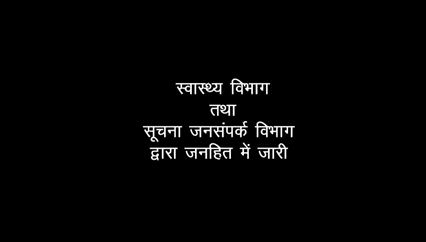 स्वास्थ्य विभाग
तथा
सूचना जनसंपर्क विभाग
द्वारा जनहित में जारी